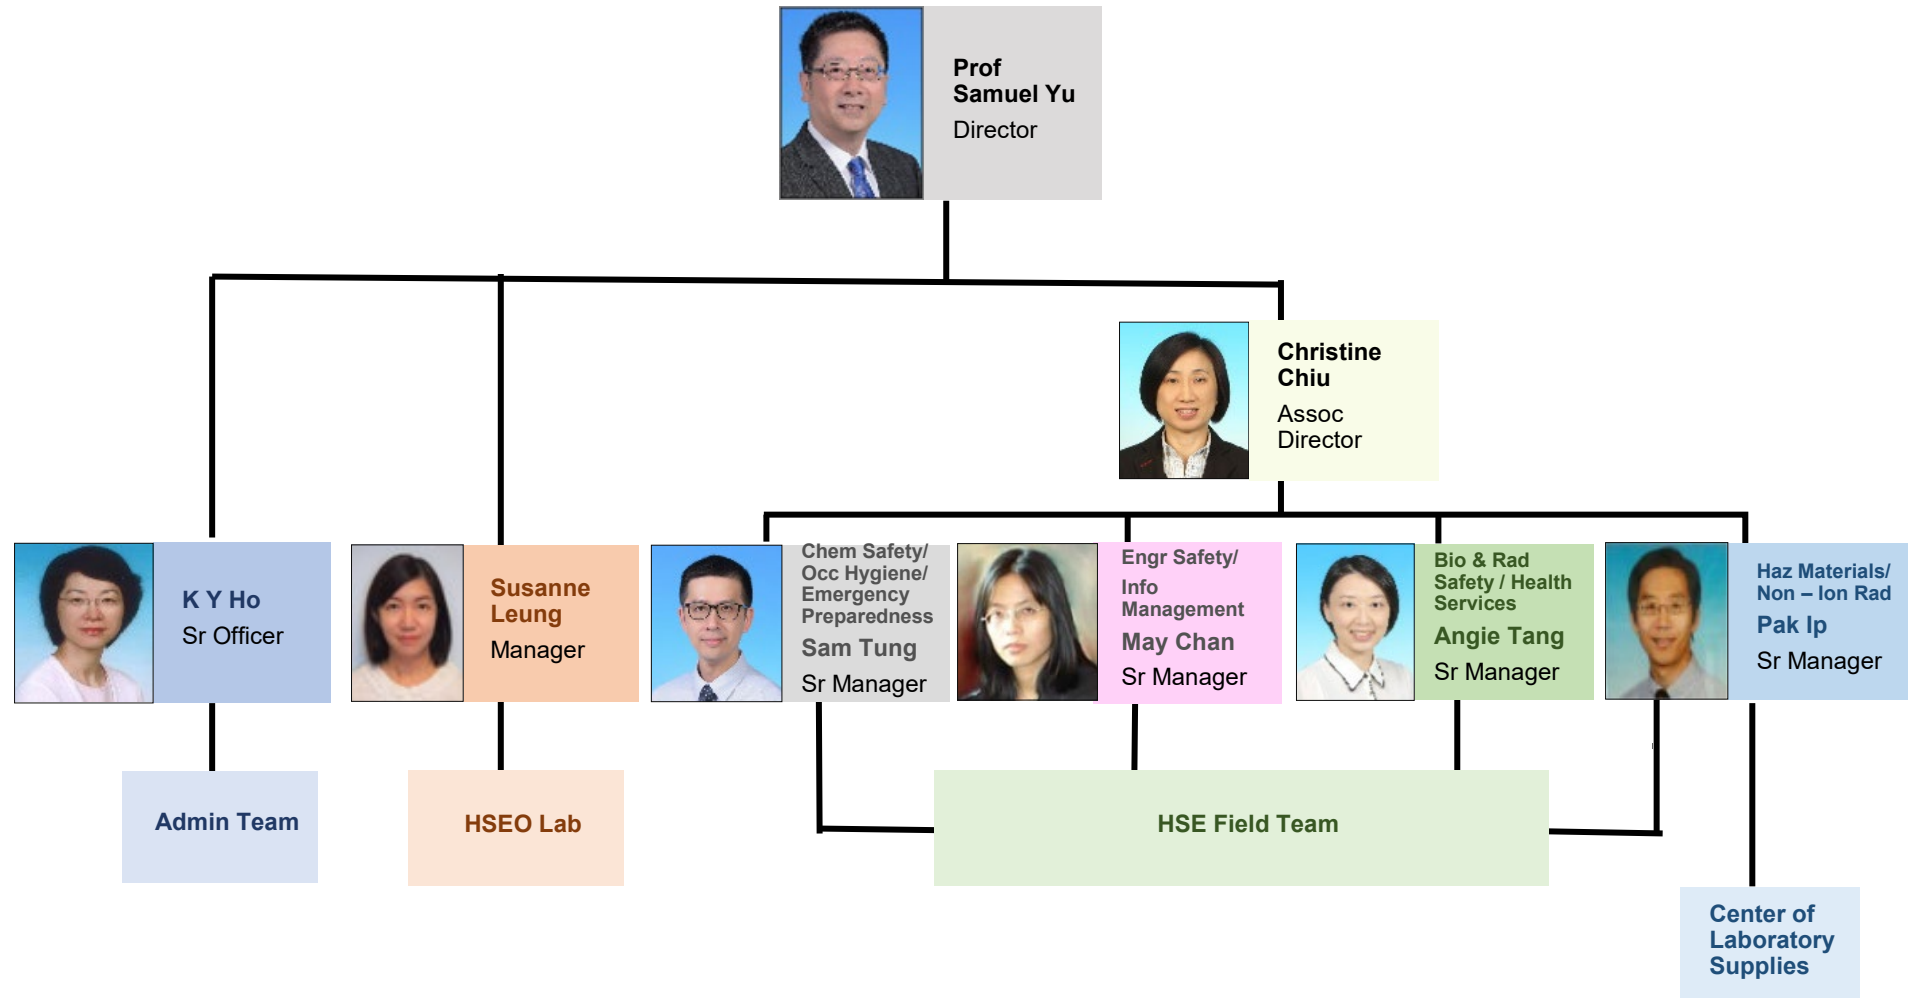 Prof
Samuel Yu
Director
Christine
Chiu
Assoc
Director
K Y Ho
Sr Officer
Susanne
Leung
Manager
Chem Safety/
Occ Hygiene/
Emergency
Preparedness
Sam Tung
Sr Manager
Engr Safety/
Info
Management
May Chan
Sr Manager
Bio & Rad
Safety / Health
Services
Angie Tang
Sr Manager
Haz Materials/
Non – Ion Rad
Pak Ip
Sr Manager
Admin Team
HSEO Lab
HSE Field Team
Center of
Laboratory
Supplies